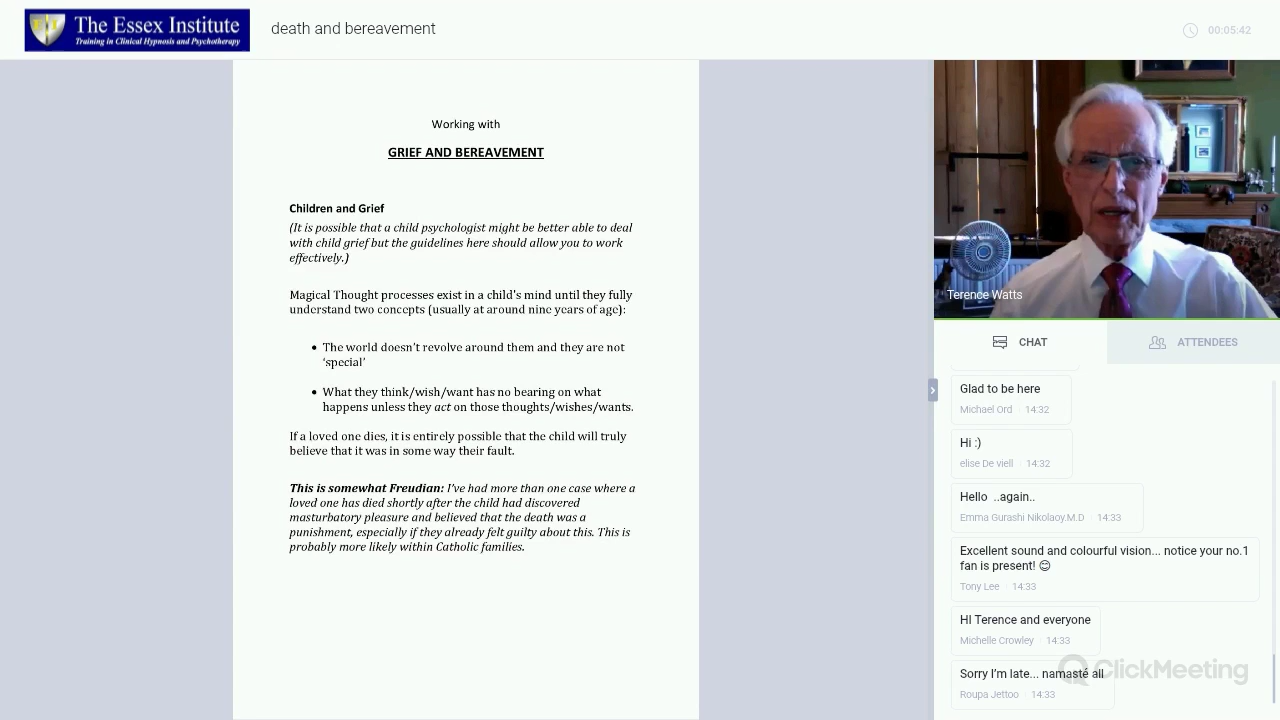 The Essex Institute
Training in Clinical Hypnosis and Psychotherapy
death and bereavement
00:05:42
Working with
GRIEF AND BEREAVEMENT
Children and Grief
(It is possible that a child psychologist might be better able to deal
with child grief but the guidelines here should allow you to work
effectively.)
Magical Thought processes exist in a child's mind until they fully
understand two concepts (usually at around nine years of age):
• The world doesn't revolve around them and they are not
'special'
• What they think/wish/want has no bearing on what
happens unless they act on those thoughts/wishes/wants.
If a loved one dies, it is entirely possible that the child will truly
believe that it was in some way their fault.
This is somewhat Freudian: I've had more than one case where a
loved one has died shortly after the child had discovered
masturbatory pleasure and believed that the death was a
punishment, especially if they already felt guilty about this. This is
probably more likely within Catholic families.
Terence Watts
CHAT
ATTENDEES
Glad to be here
Michael Ord 14:32
Hi :)
elise De viell 14:32
Hello ..again..
Emma Gurashi Nikolaoy.M.D 14:33
Excellent sound and colourful vision... notice your no.1
fan is present! 😊
Tony Lee 14:33
HI Terence and everyone
Michelle Crowley 14:33
Sorry I'm late... namasté all
Roupa Jettoo 14:33
ClickMeeting